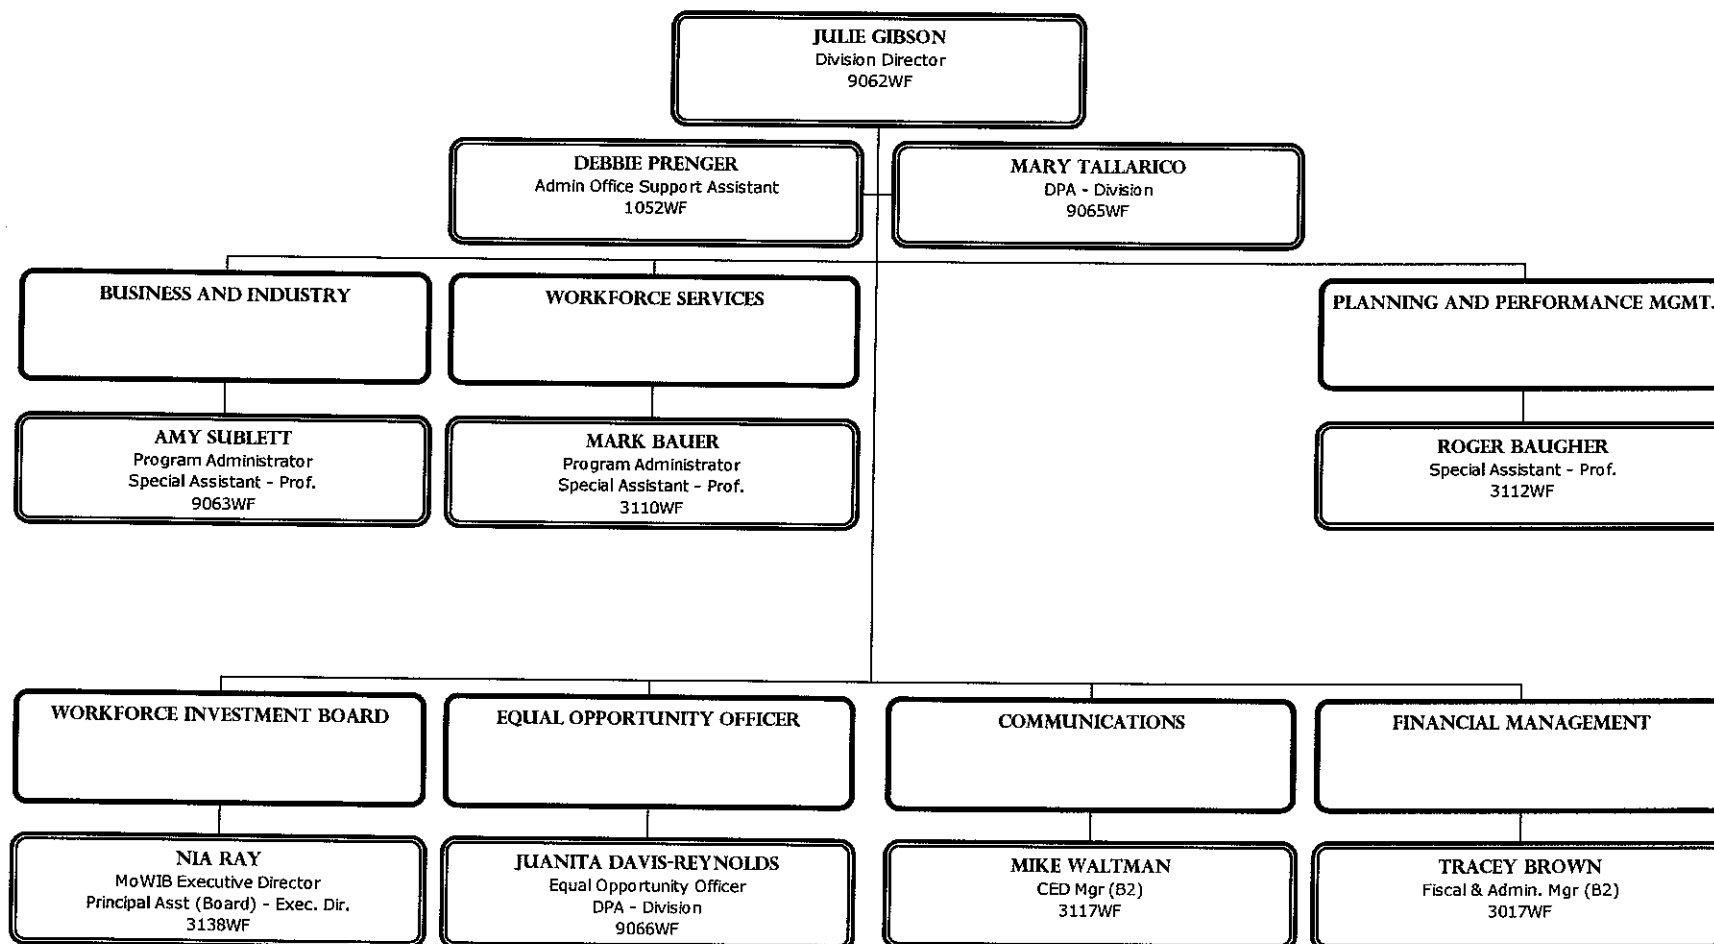 JULIE GIBSON
Division Director
9062WF
DEBBIE PRENGER
Admin Office Support Assistant
1052WF
MARY TALLARICO
DPA - Division
9065WF
BUSINESS AND INDUSTRY
WORKFORCE SERVICES
PLANNING AND PERFORMANCE MGMT.
AMY SUBLETT
Program Administrator
Special Assistant - Prof.
9063WF
MARK BAUER
Program Administrator
Special Assistant - Prof.
3110WF
ROGER BAUGHER
Special Assistant - Prof.
3112WF
WORKFORCE INVESTMENT BOARD
EQUAL OPPORTUNITY OFFICER
COMMUNICATIONS
FINANCIAL MANAGEMENT
NIA RAY
MoWIB Executive Director
Principal Asst (Board) - Exec. Dir.
3138WF
JUANITA DAVIS-REYNOLDS
Equal Opportunity Officer
DPA - Division
9066WF
MIKE WALTMAN
CED Mgr (B2)
3117WF
TRACEY BROWN
Fiscal & Admin. Mgr (B2)
3017WF